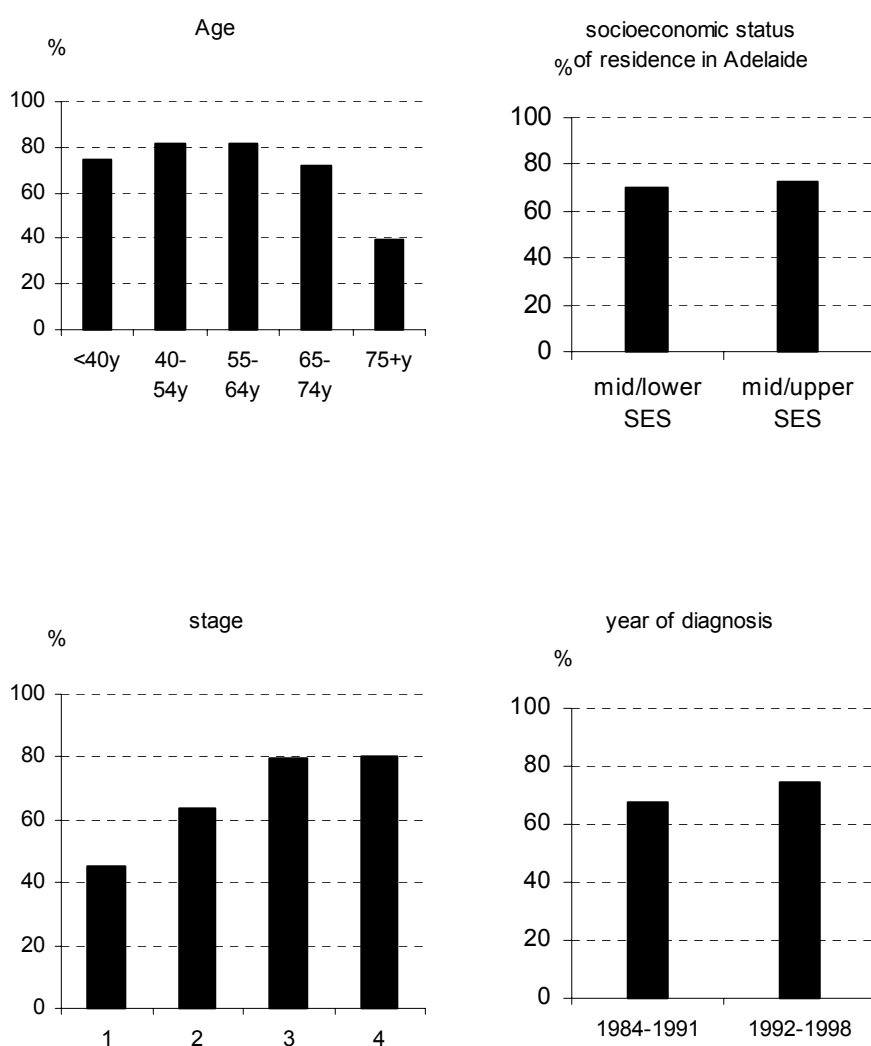 Age
%
100
80
60
40
20
0
<40y
40-
54y
55-
64y
65-
74y
75+y
socioeconomic status
% of residence in Adelaide
100
80
60
40
20
0
mid/lower
SES
mid/upper
SES
stage
%
100
80
60
40
20
0
1
2
3
4
year of diagnosis
%
100
80
60
40
20
0
1984-1991
1992-1998